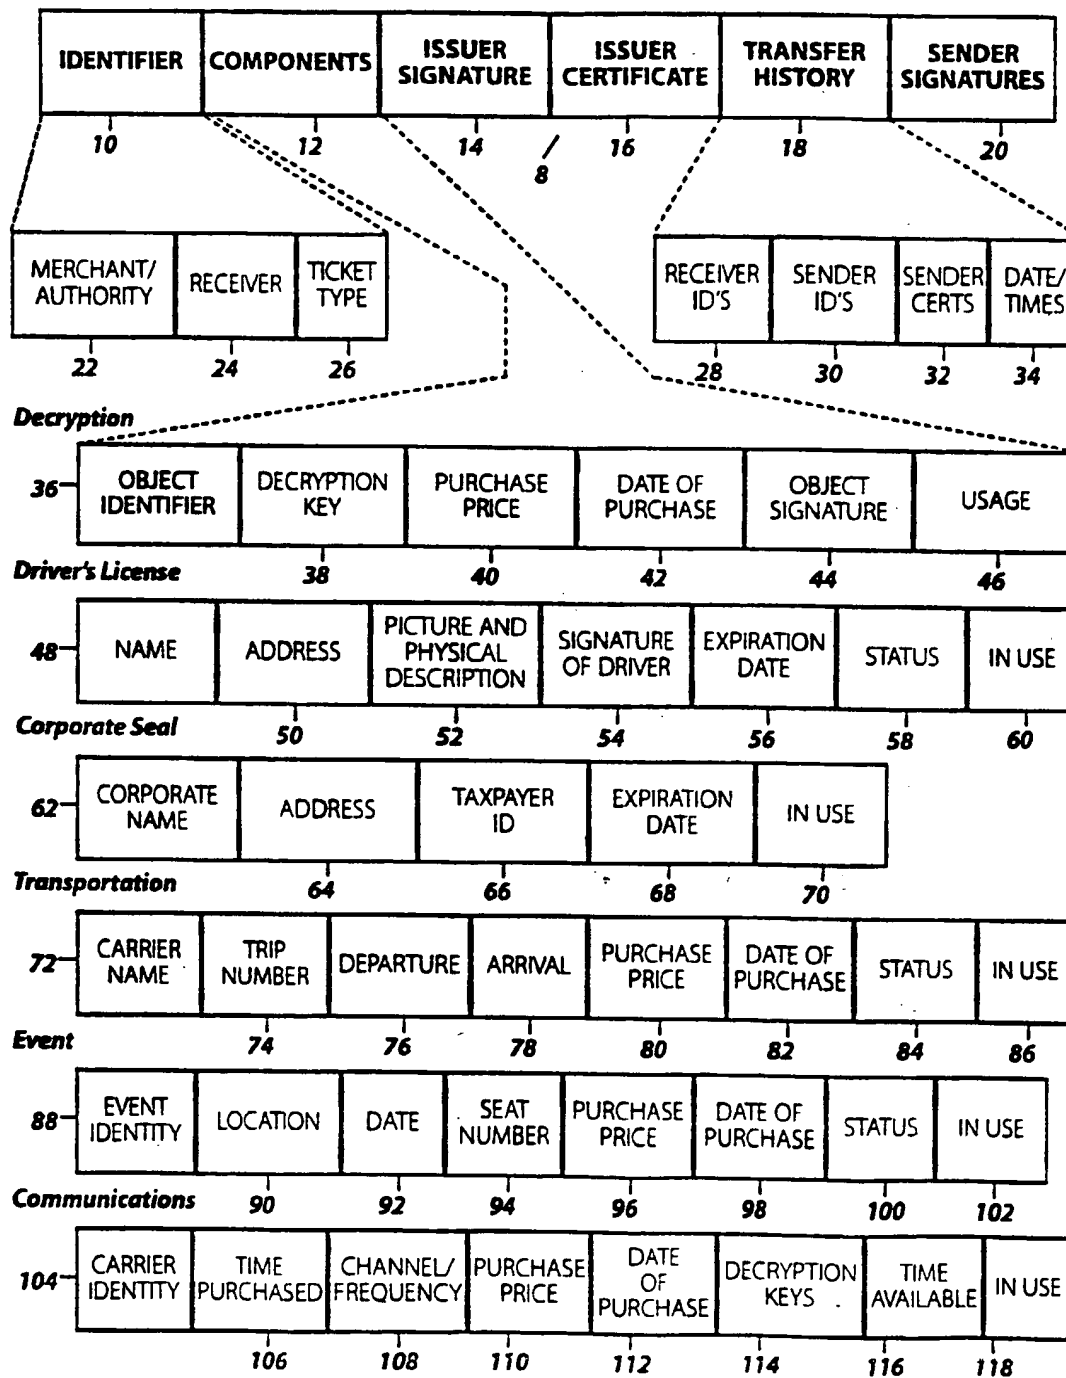 IDENTIFIER
COMPONENTS
ISSUER
SIGNATURE
ISSUER
CERTIFICATE
TRANSFER
HISTORY
SENDER
SIGNATURES
10
12
14
8
16
18
20
MERCHANT/
AUTHORITY
RECEIVER
TICKET
TYPE
RECEIVER
ID'S
SENDER
ID'S
SENDER
CERTS
DATE/
TIMES
22
24
26
28
30
32
34
Decryption
36
OBJECT
IDENTIFIER
DECRYPTION
KEY
PURCHASE
PRICE
DATE OF
PURCHASE
OBJECT
SIGNATURE
USAGE
38
40
42
44
46
Driver's License
48
NAME
ADDRESS
PICTURE AND
PHYSICAL
DESCRIPTION
SIGNATURE
OF DRIVER
EXPIRATION
DATE
STATUS
IN USE
50
52
54
56
58
60
Corporate Seal
62
CORPORATE
NAME
ADDRESS
TAXPAYER
ID
EXPIRATION
DATE
IN USE
64
66
68
70
Transportation
72
CARRIER
NAME
TRIP
NUMBER
DEPARTURE
ARRIVAL
PURCHASE
PRICE
DATE OF
PURCHASE
STATUS
IN USE
74
76
78
80
82
84
86
Event
88
EVENT
IDENTITY
LOCATION
DATE
SEAT
NUMBER
PURCHASE
PRICE
DATE OF
PURCHASE
STATUS
IN USE
90
92
94
96
98
100
102
Communications
104
CARRIER
IDENTITY
TIME
PURCHASED
CHANNEL/
FREQUENCY
PURCHASE
PRICE
DATE
OF
PURCHASE
DECRYPTION
KEYS
TIME
AVAILABLE
IN USE
106
108
110
112
114
116
118